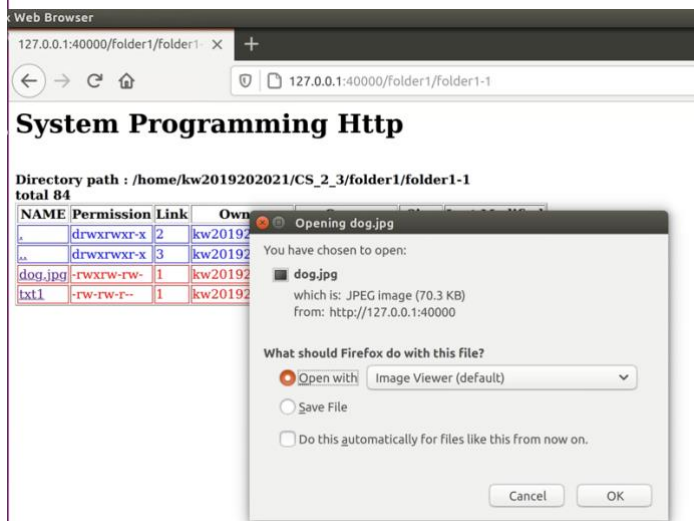 Web Browser
127.0.0.1:40000/folder1/folder1-
127.0.0.1:40000/folder1/folder1-1
System Programming Http
Directory path : /home/kw2019202021/CS_2_3/folder1/folder1-1
total 84
NAME Permission Link
. drwxrwxr-x 2
.. drwxrwxr-x 3
dog.jpg -rwxrw-rw- 1
txt1 -rw-rw-r-- 1
Opening dog.jpg
You have chosen to open:
dog.jpg
which is: JPEG image (70.3 KB)
from: http://127.0.0.1:40000
What should Firefox do with this file?
Open with Image Viewer (default)
Save File
Do this automatically for files like this from now on.
Cancel OK